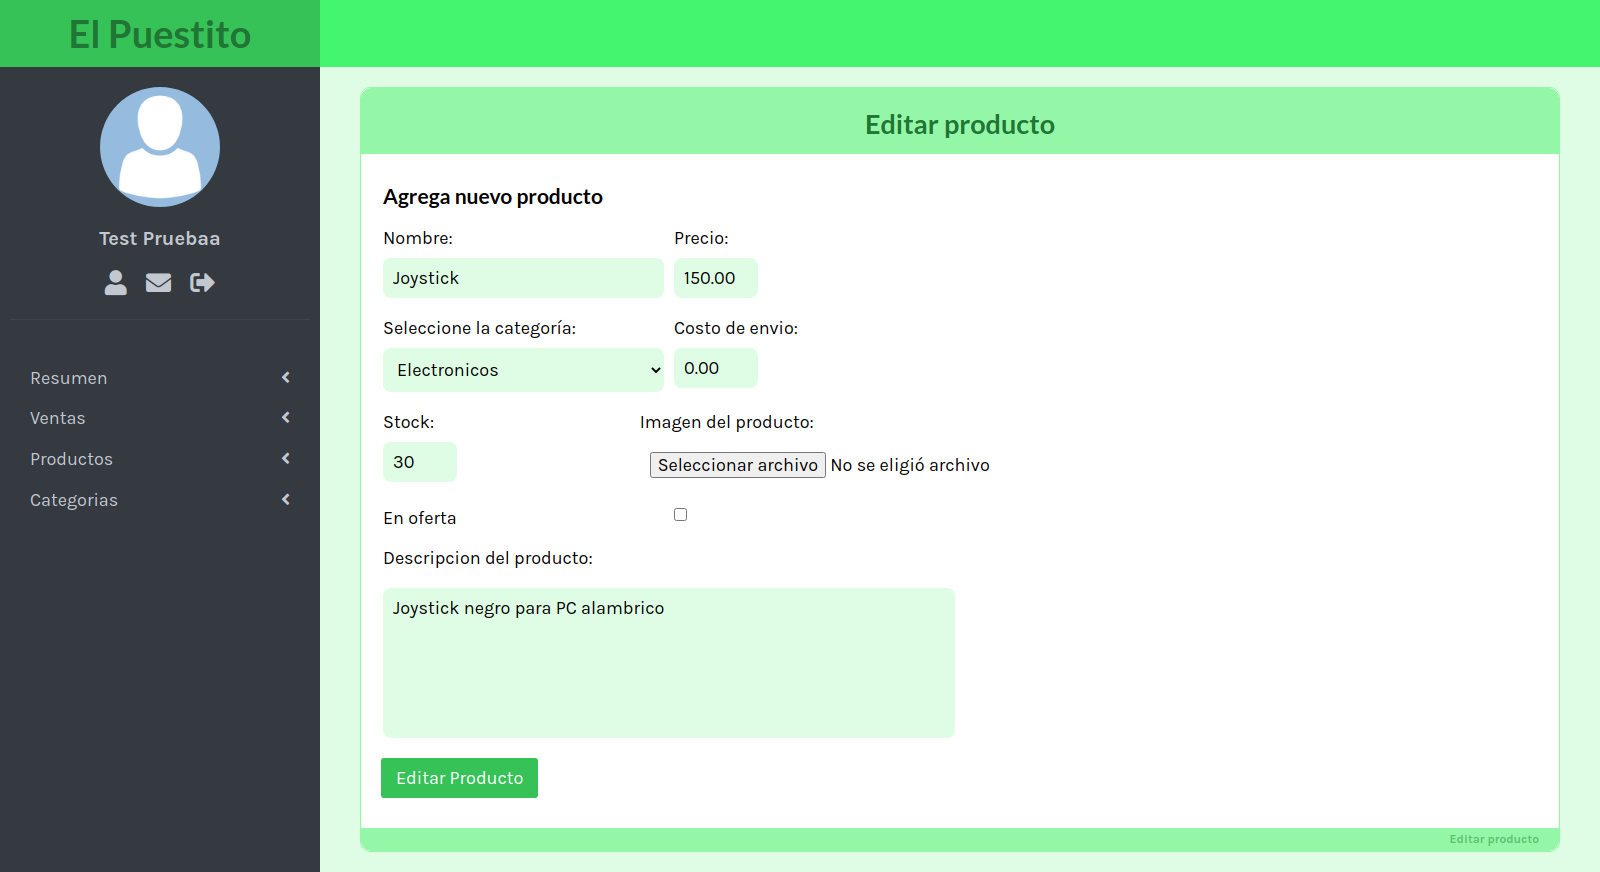 El Puestito
Test Pruebaa
Resumen
Ventas
Productos
Categorias
Editar producto
Agrega nuevo producto
Nombre: Precio:
Joystick 150.00
Seleccione la categoría: Costo de envio:
Electronicos 0.00
Stock: Imagen del producto:
30 Seleccionar archivo No se eligió archivo
En oferta
Descripcion del producto:
Joystick negro para PC alambrico
Editar Producto
Editar producto